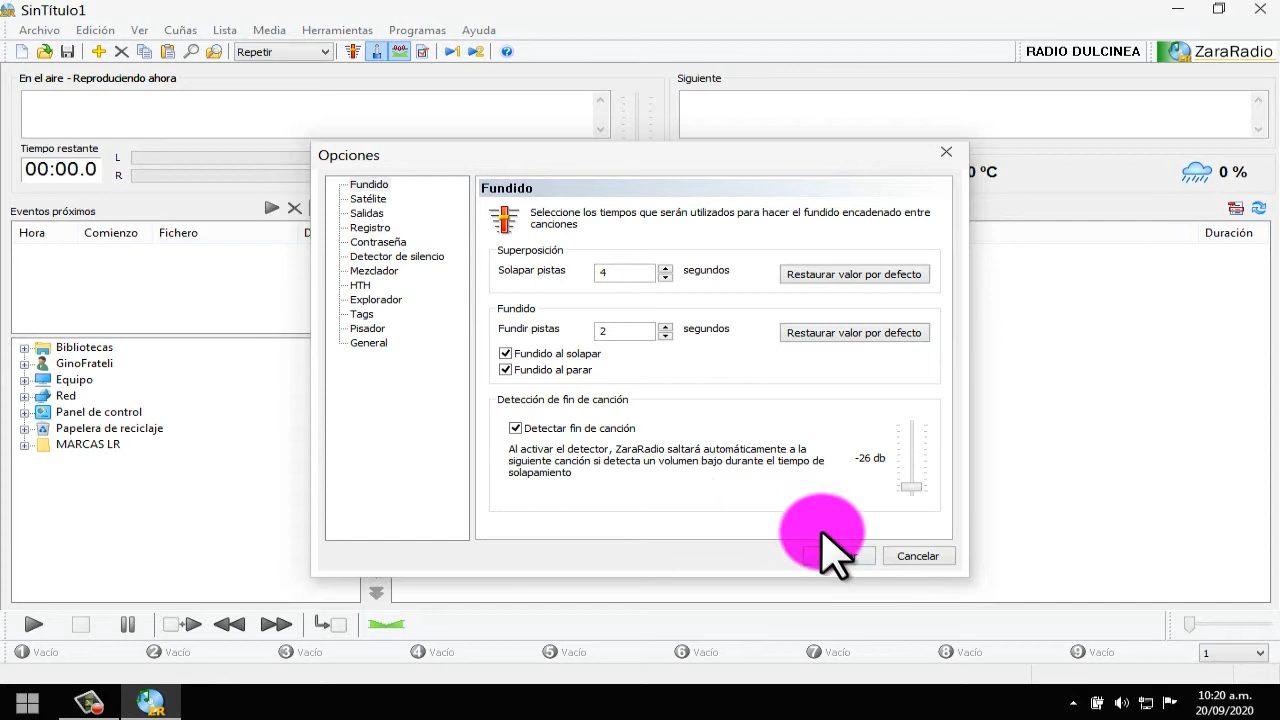 SinTítulo1
Archivo Edición Ver Cuñas Lista Media Herramientas Programas Ayuda
Repetir
RADIO DULCINEA
ZaraRadio
En el aire - Reproduciendo ahora
Siguiente
Tiempo restante
00:00.0
L
R
0 ºC
0 %
Eventos próximos
Hora Comienzo Fichero
Duración
Bibliotecas
GinoFrateli
Equipo
Red
Panel de control
Papelera de reciclaje
MARCAS LR
Opciones
Fundido
Satélite
Salidas
Registro
Contraseña
Detector de silencio
Mezclador
HTH
Explorador
Tags
Pisador
General
Fundido
Seleccione los tiempos que serán utilizados para hacer el fundido encadenado entre
canciones
Superposición
Solapar pistas 4 segundos Restaurar valor por defecto
Fundido
Fundir pistas 2 segundos Restaurar valor por defecto
Fundido al solapar
Fundido al parar
Detección de fin de canción
Detectar fin de canción
Al activar el detector, ZaraRadio saltará automáticamente a la
siguiente canción si detecta un volumen bajo durante el tiempo de
solapamiento
-26 db
Cancelar
1 Vacío 2 Vacío 3 Vacío 4 Vacío 5 Vacío 6 Vacío 7 Vacío 8 Vacío 9 Vacío 1
10:20 a.m.
20/09/2020